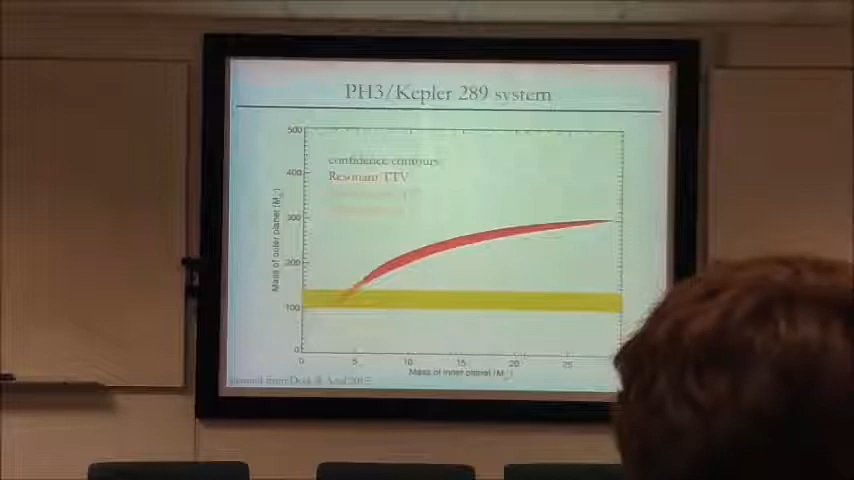 PH3/Kepler 289 system
500
confidence contours
400
Resonant TTV
300
200
100
0
Mass of outer planet
0 5 10 15 20 25
Mass of inner planet